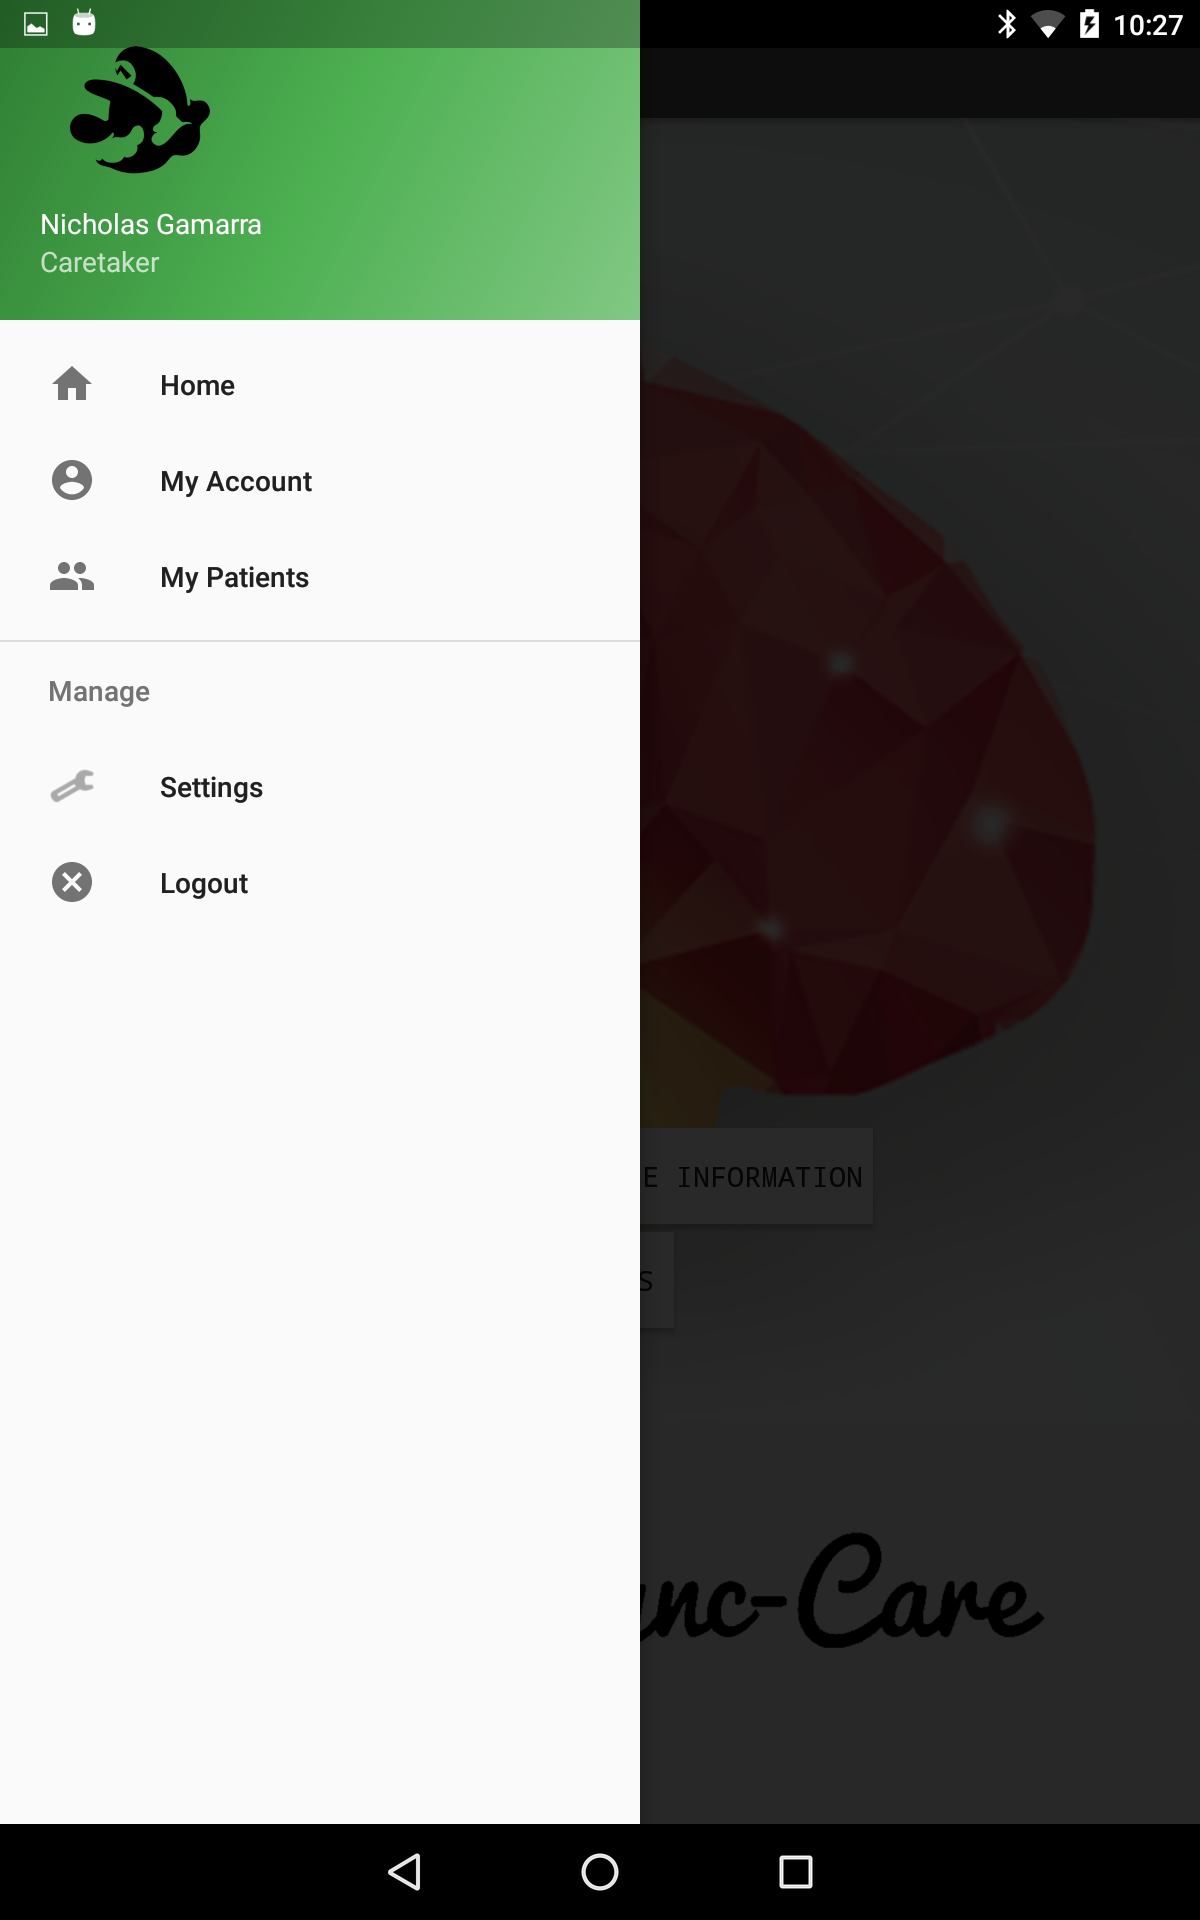 10:27
Nicholas Gamarra
Caretaker
Home
My Account
My Patients
Manage
Settings
Logout
E INFORMATION
S
nc-Care